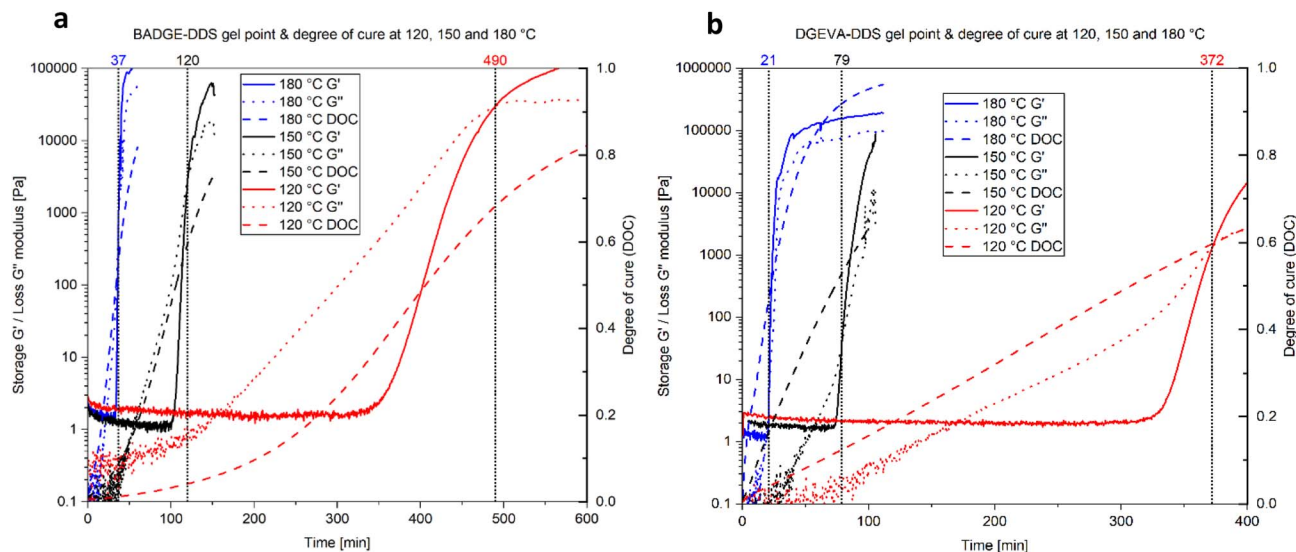 a
BADGE-DDS gel point & degree of cure at 120, 150 and 180 °C
37
120
490
100000
10000
1000
100
10
1
0.1
Storage G' / Loss G'' modulus [Pa]
180 °C G'
180 °C G''
180 °C DOC
150 °C G'
150 °C G''
150 °C DOC
120 °C G'
120 °C G''
120 °C DOC
1.0
0.8
0.6
0.4
0.2
0.0
Degree of cure (DOC)
0 100 200 300 400 500 600
Time [min]
b
DGEVA-DDS gel point & degree of cure at 120, 150 and 180 °C
21
79
372
1000000
100000
10000
1000
100
10
1
0.1
Storage G' / Loss G'' modulus [Pa]
180 °C G'
180 °C G''
180 °C DOC
150 °C G'
150 °C G''
150 °C DOC
120 °C G'
120 °C G''
120 °C DOC
1.0
0.8
0.6
0.4
0.2
0.0
Degree of cure (DOC)
0 100 200 300 400
Time [min]